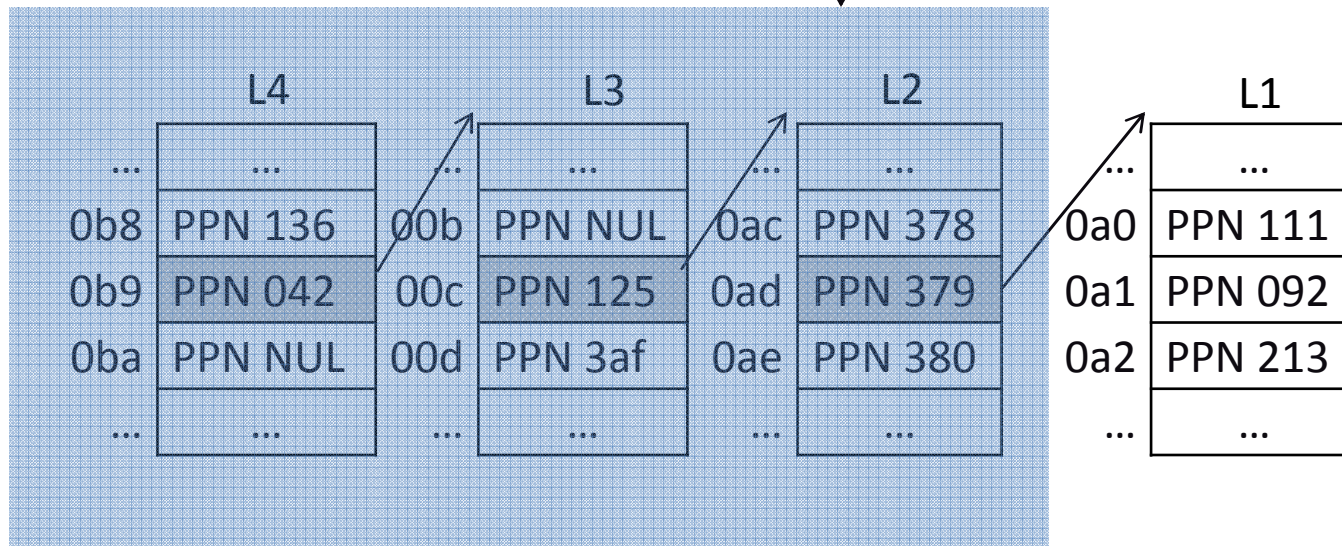 L4 L3 L2 L1
... ... ... ... ... ... ... ...
0b8 PPN 136 00b PPN NUL 0ac PPN 378 0a0 PPN 111
0b9 PPN 042 00c PPN 125 0ad PPN 379 0a1 PPN 092
0ba PPN NUL 00d PPN 3af 0ae PPN 380 0a2 PPN 213
... ... ... ... ... ... ... ...